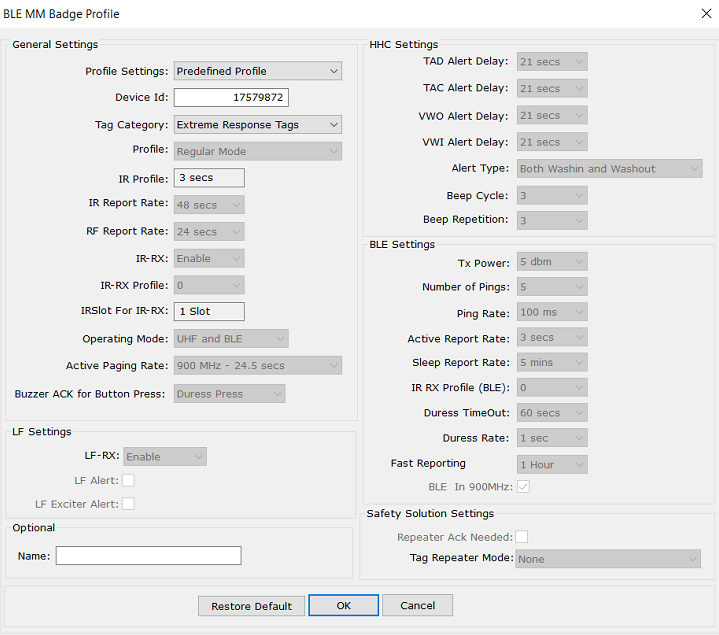 BLE MM Badge Profile
General Settings
Profile Settings: Predefined Profile
Device Id: 17579872
Tag Category: Extreme Response Tags
Profile: Regular Mode
IR Profile: 3 secs
IR Report Rate: 48 secs
RF Report Rate: 24 secs
IR-RX: Enable
IR-RX Profile: 0
IRSlot For IR-RX: 1 Slot
Operating Mode: UHF and BLE
Active Paging Rate: 900 MHz - 24.5 secs
Buzzer ACK for Button Press: Duress Press
LF Settings
LF-RX: Enable
LF Alert:
LF Exciter Alert:
Optional
Name:
HHC Settings
TAD Alert Delay: 21 secs
TAC Alert Delay: 21 secs
VWO Alert Delay: 21 secs
VWI Alert Delay: 21 secs
Alert Type: Both Washin and Washout
Beep Cycle: 3
Beep Repetition: 3
BLE Settings
Tx Power: 5 dbm
Number of Pings: 5
Ping Rate: 100 ms
Active Report Rate: 3 secs
Sleep Report Rate: 5 mins
IR RX Profile (BLE): 0
Duress TimeOut: 60 secs
Duress Rate: 1 sec
Fast Reporting 1 Hour
BLE In 900MHz:
Safety Solution Settings
Repeater Ack Needed:
Tag Repeater Mode: None
Restore Default OK Cancel